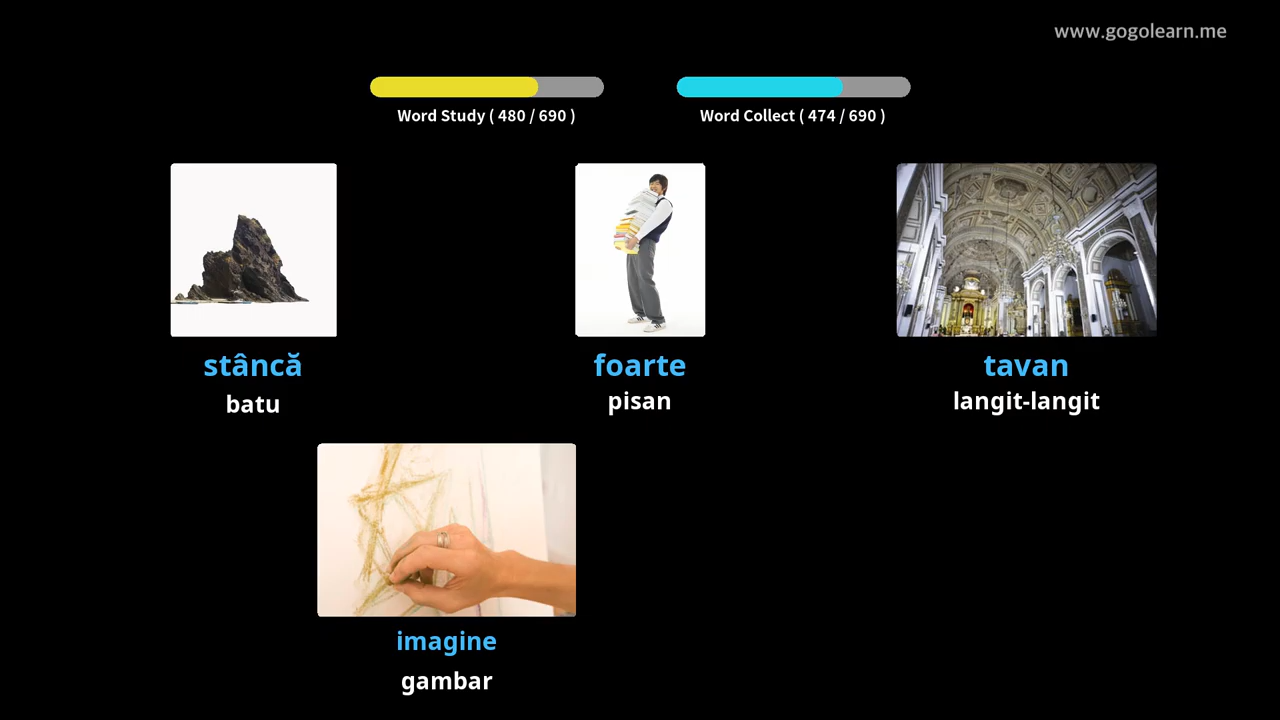 www.gogolearn.me
Word Study ( 480 / 690 )
Word Collect ( 474 / 690 )
stâncă
batu
foarte
pisan
tavan
langit-langit
imagine
gambar